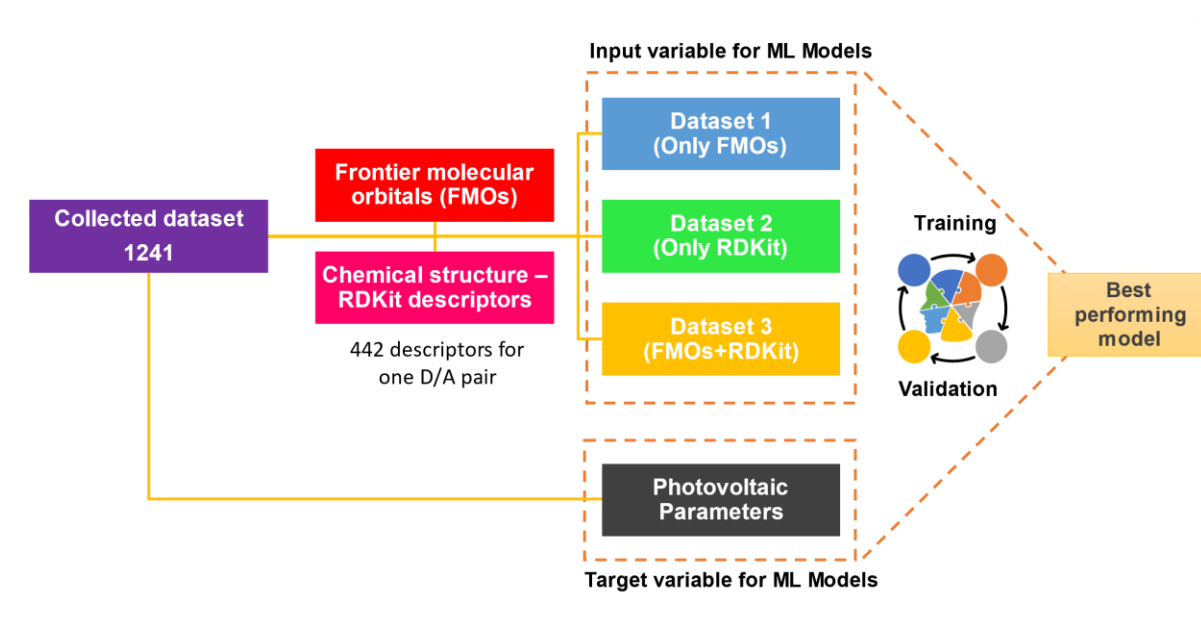 Input variable for ML Models
Dataset 1
(Only FMOs)
Frontier molecular
orbitals (FMOs)
Collected dataset
1241
Dataset 2
(Only RDKit)
Chemical structure –
RDKit descriptors
442 descriptors for
one D/A pair
Dataset 3
(FMOs+RDKit)
Training
Validation
Best
performing
model
Photovoltaic
Parameters
Target variable for ML Models